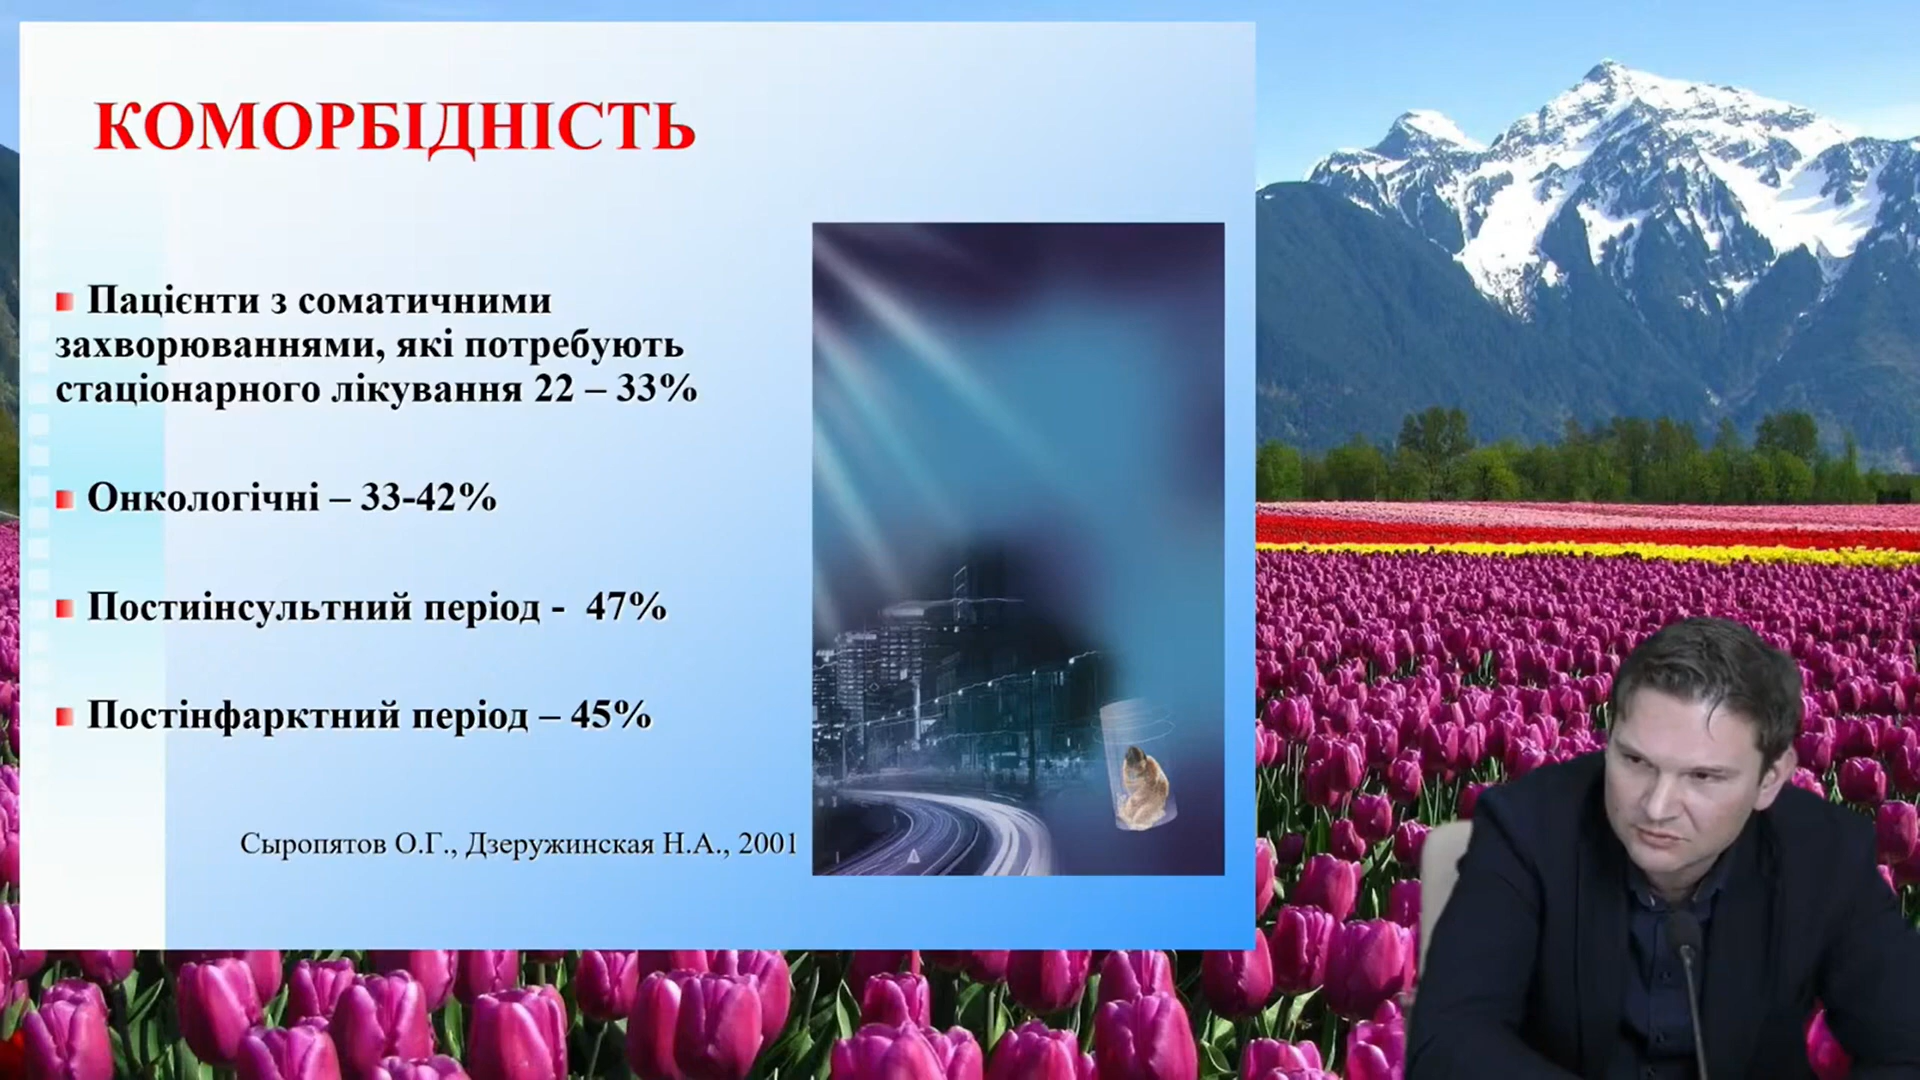 КОМОРБІДНІСТЬ
Пацієнти з соматичними
захворюваннями, які потребують
стаціонарного лікування 22 – 33%
Онкологічні – 33-42%
Постиінсультний період - 47%
Постінфарктний період – 45%
Сыропятов О.Г., Дзеружинская Н.А., 2001